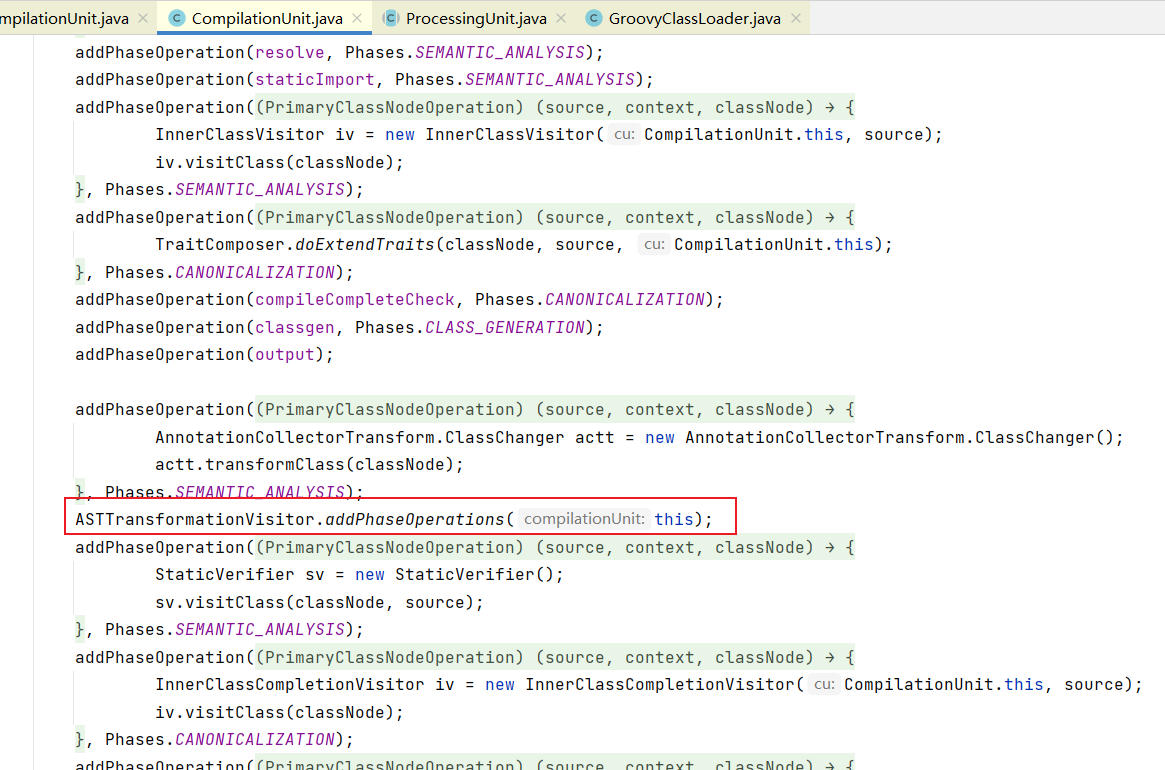 mpilationUnit.java × C CompilationUnit.java × C ProcessingUnit.java × C GroovyClassLoader.java ×
addPhaseOperation(resolve, Phases.SEMANTIC_ANALYSIS);
addPhaseOperation(staticImport, Phases.SEMANTIC_ANALYSIS);
addPhaseOperation((PrimaryClassNodeOperation) (source, context, classNode) → {
InnerClassVisitor iv = new InnerClassVisitor( cu: CompilationUnit.this, source);
iv.visitClass(classNode);
}, Phases.SEMANTIC_ANALYSIS);
addPhaseOperation((PrimaryClassNodeOperation) (source, context, classNode) → {
TraitComposer.doExtendTraits(classNode, source, cu: CompilationUnit.this);
}, Phases.CANONICALIZATION);
addPhaseOperation(compileCompleteCheck, Phases.CANONICALIZATION);
addPhaseOperation(classgen, Phases.CLASS_GENERATION);
addPhaseOperation(output);
addPhaseOperation((PrimaryClassNodeOperation) (source, context, classNode) → {
AnnotationCollectorTransform.ClassChanger actt = new AnnotationCollectorTransform.ClassChanger();
actt.transformClass(classNode);
}, Phases.SEMANTIC_ANALYSIS);
ASTTransformationVisitor.addPhaseOperations( compilationUnit: this);
addPhaseOperation((PrimaryClassNodeOperation) (source, context, classNode) → {
StaticVerifier sv = new StaticVerifier();
sv.visitClass(classNode, source);
}, Phases.SEMANTIC_ANALYSIS);
addPhaseOperation((PrimaryClassNodeOperation) (source, context, classNode) → {
InnerClassCompletionVisitor iv = new InnerClassCompletionVisitor( cu: CompilationUnit.this, source);
iv.visitClass(classNode);
}, Phases.CANONICALIZATION);
addPhaseOperation((PrimaryClassNodeOperation) (source, context, classNode) → {